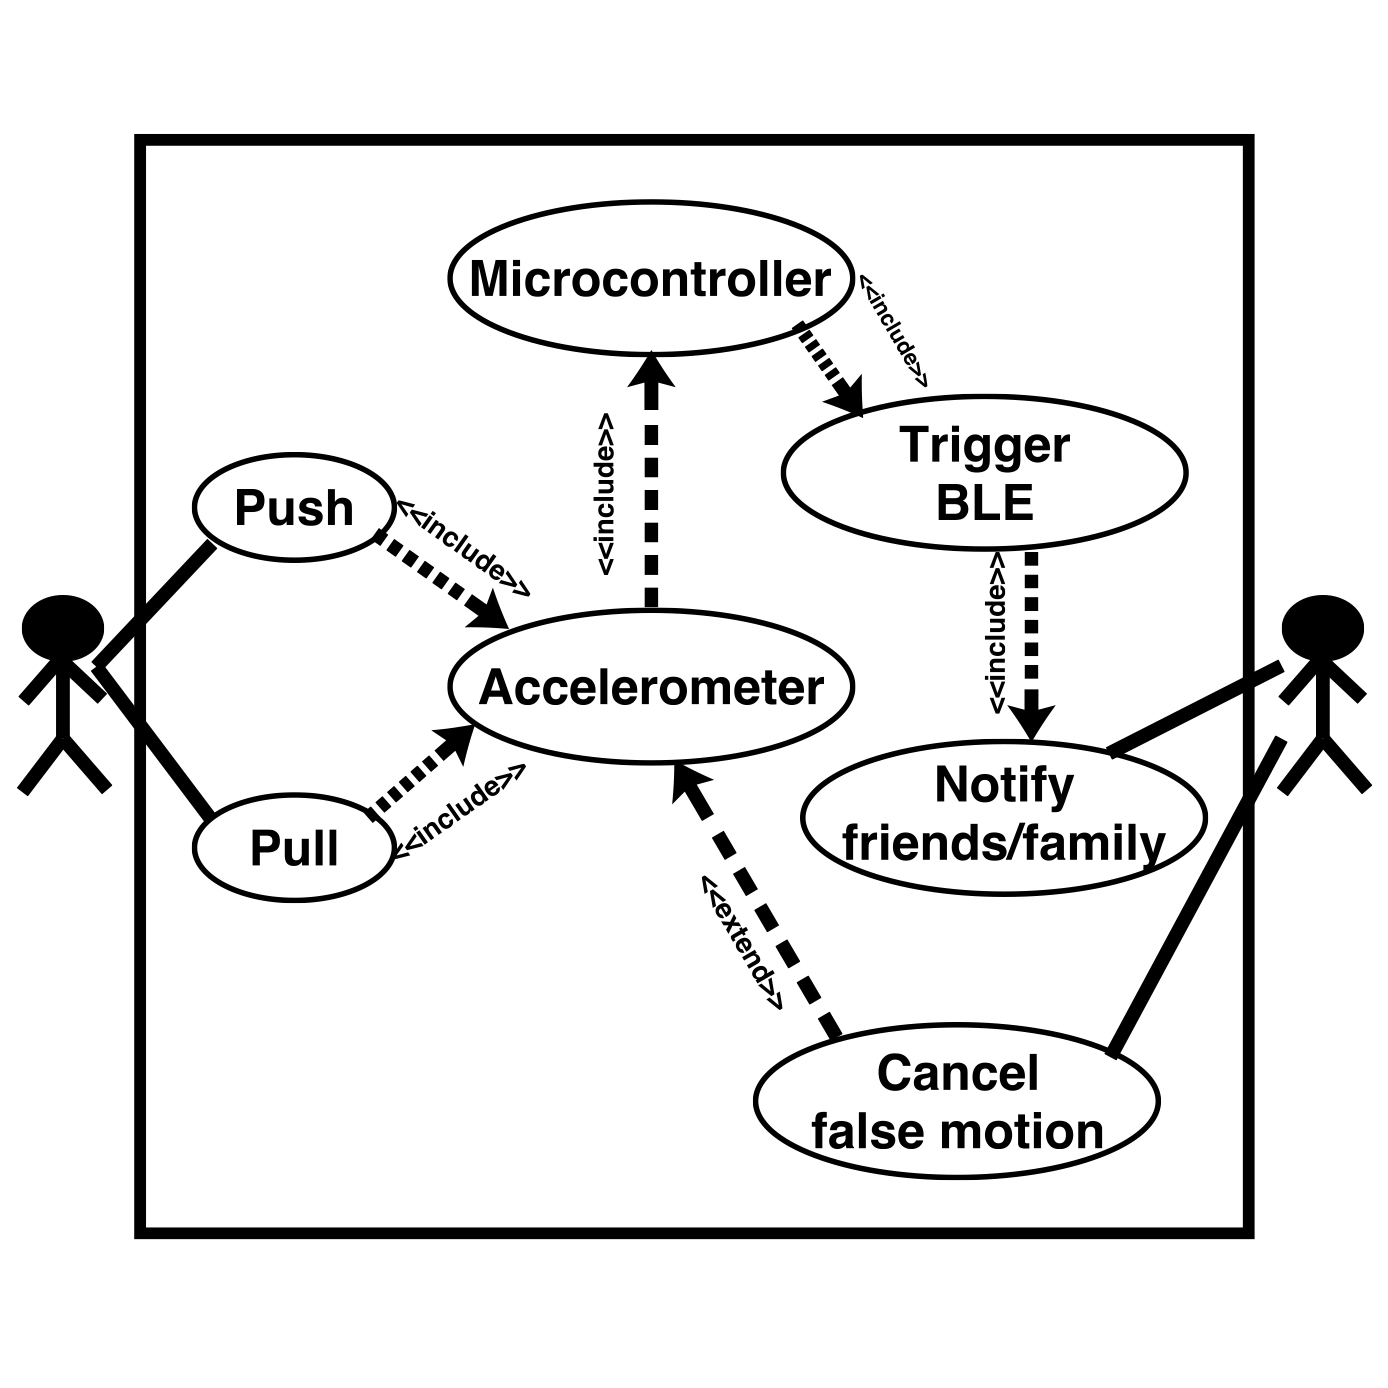 Microcontroller
<<include>>
Trigger
BLE
<<include>>
Push
<<include>>
<<include>>
Accelerometer
Notify
friends/family
<<include>>
Pull
<<extend>>
Cancel
false motion